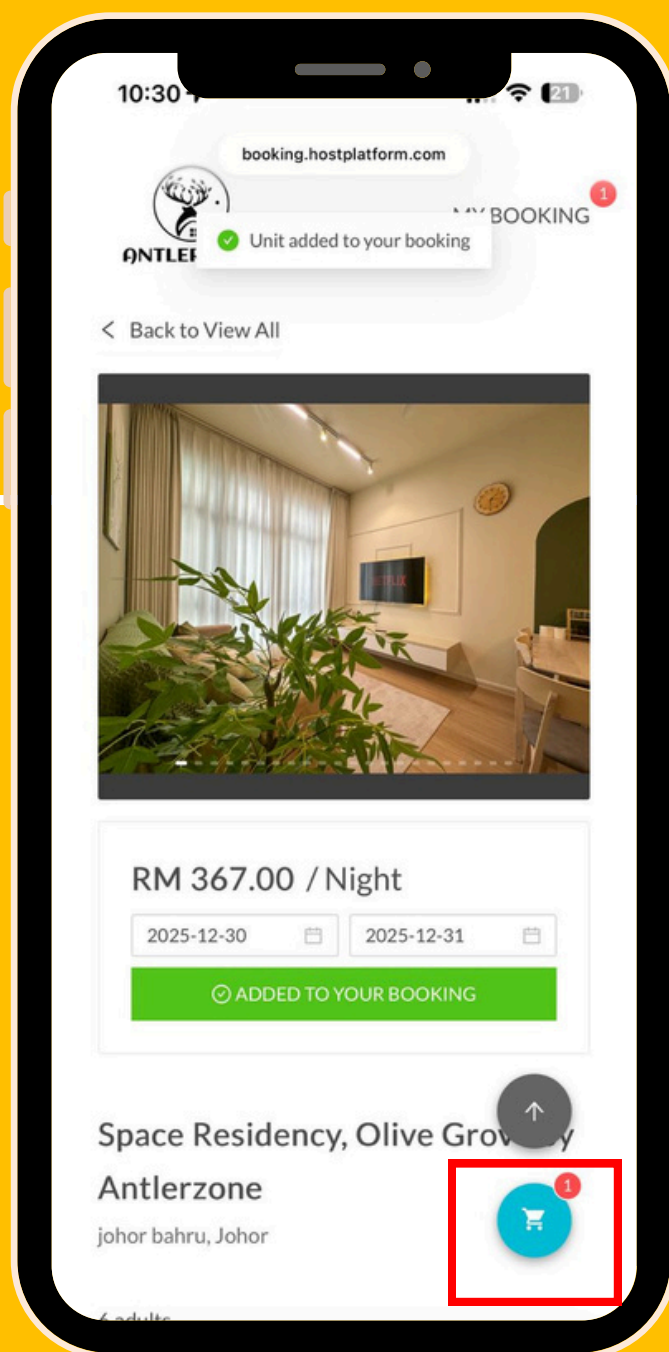 10:30
21
booking.hostplatform.com
1
BOOKING
Unit added to your booking
< Back to View All
NETFLIX
RM 367.00 / Night
2025-12-30
2025-12-31
ADDED TO YOUR BOOKING
Space Residency, Olive
Antlerzone
1
johor bahru, Johor
6 adults